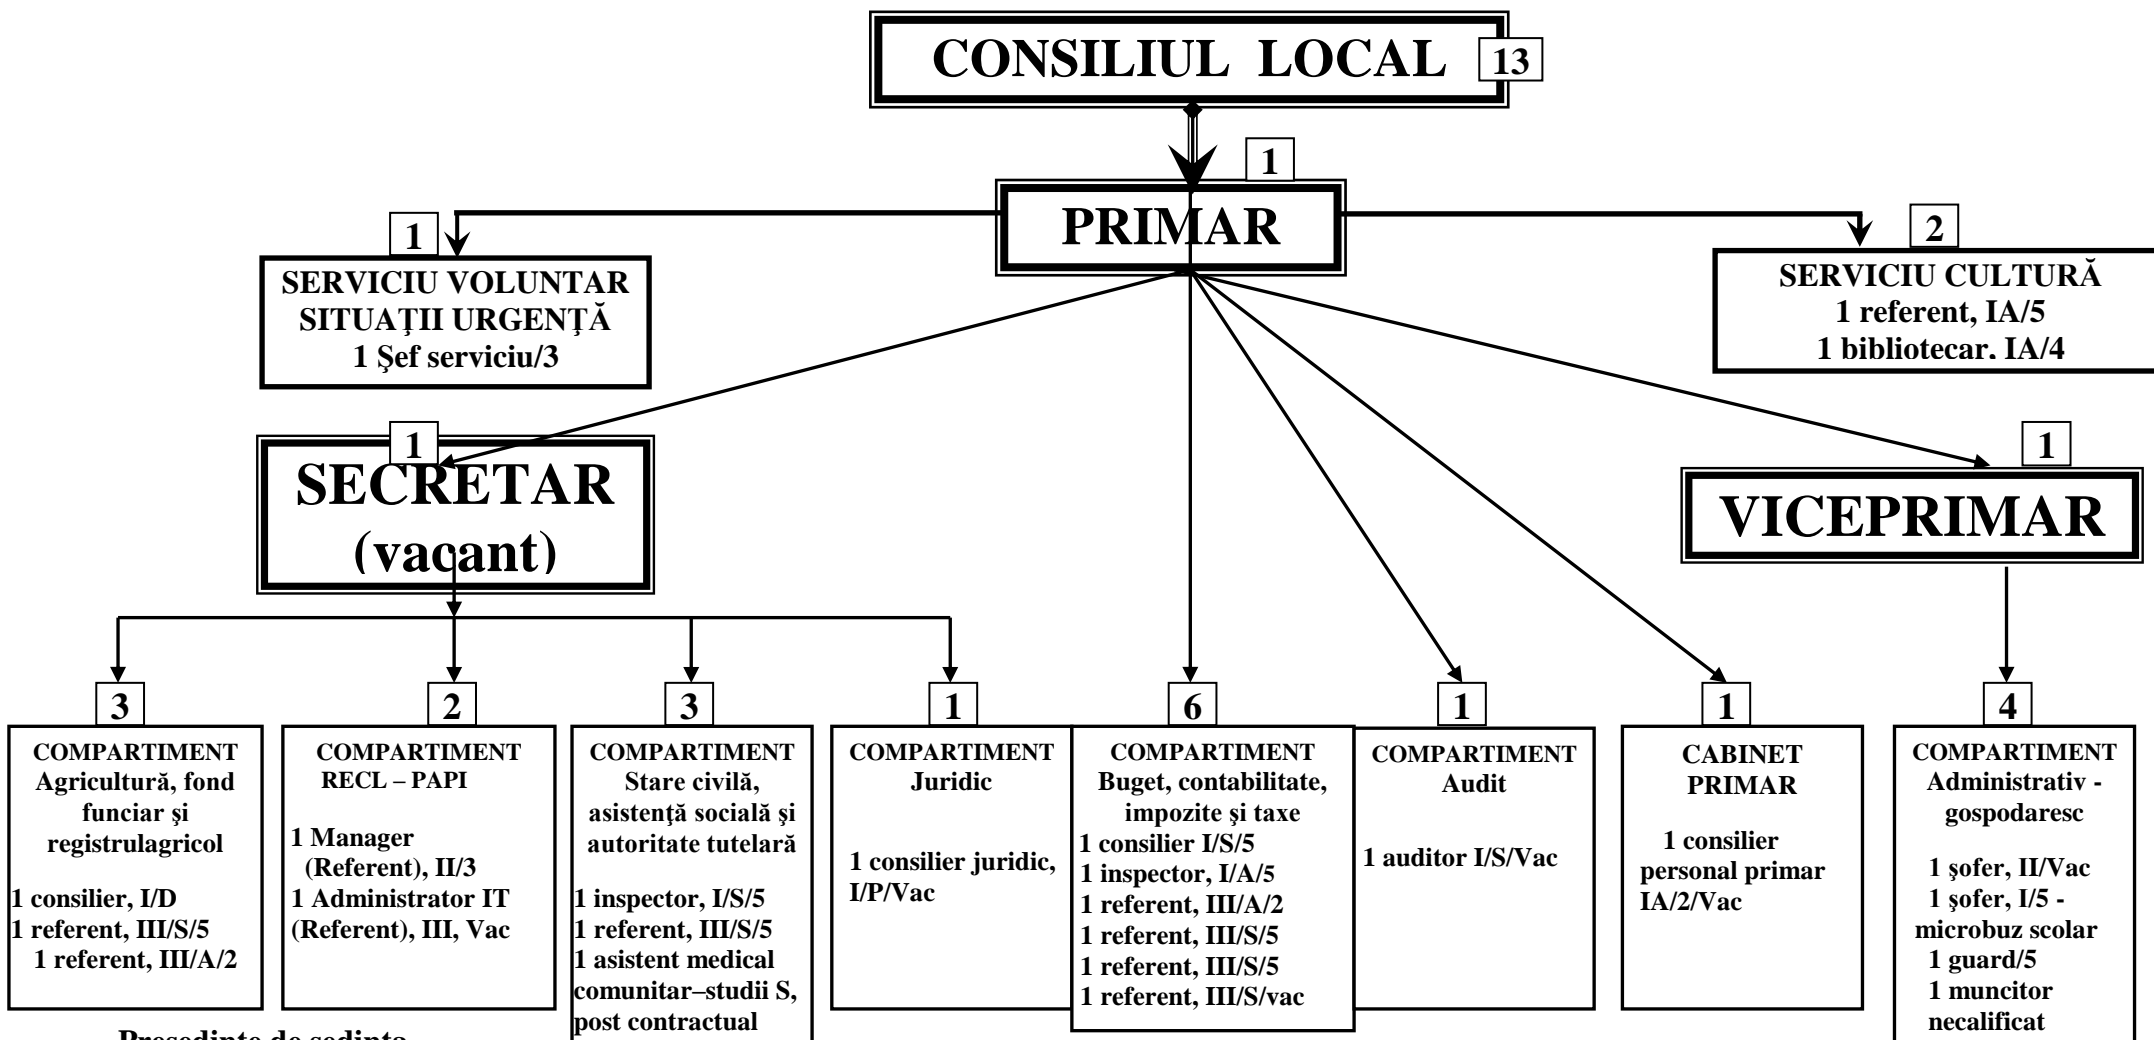 CONSILIUL LOCAL
13
1
PRIMAR
1
SERVICIU VOLUNTAR
SITUAŢII URGENŢĂ
1 Şef serviciu/3
2
SERVICIU CULTURĂ
1 referent, IA/5
1 bibliotecar, IA/4
1
SECRETAR
(vacant)
1
VICEPRIMAR
3
COMPARTIMENT
Agricultură, fond
funciar şi
registrulagricol
1 consilier, I/D
1 referent, III/S/5
1 referent, III/A/2
2
COMPARTIMENT
RECL – PAPI
1 Manager
(Referent), II/3
1 Administrator IT
(Referent), III, Vac
3
COMPARTIMENT
Stare civilă,
asistenţă socială şi
autoritate tutelară
1 inspector, I/S/5
1 referent, III/S/5
1 asistent medical
comunitar–studii S,
post contractual
1
COMPARTIMENT
Juridic
1 consilier juridic,
I/P/Vac
6
COMPARTIMENT
Buget, contabilitate,
impozite şi taxe
1 consilier I/S/5
1 inspector, I/A/5
1 referent, III/A/2
1 referent, III/S/5
1 referent, III/S/5
1 referent, III/S/vac
1
COMPARTIMENT
Audit
1 auditor I/S/Vac
1
CABINET
PRIMAR
1 consilier
personal primar
IA/2/Vac
4
COMPARTIMENT
Administrativ -
gospodaresc
1 şofer, II/Vac
1 şofer, I/5 -
microbuz scolar
1 guard/5
1 muncitor
necalificat
Presedinte de sedinta